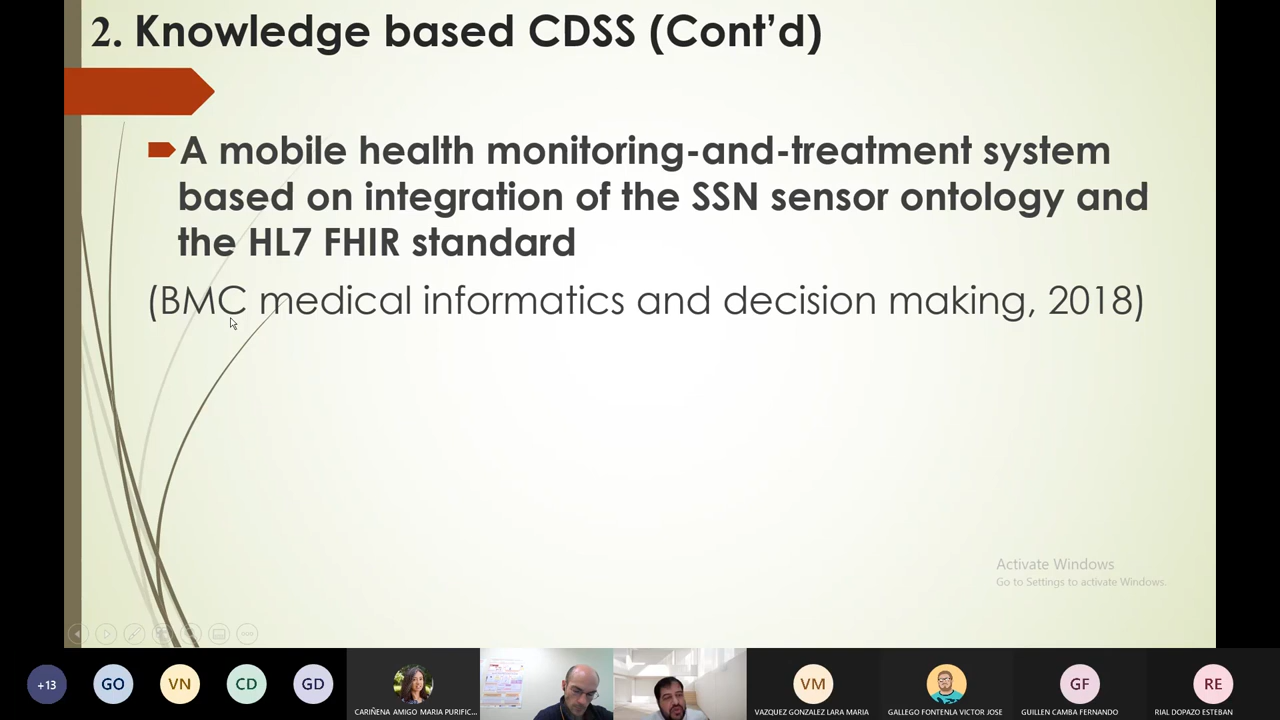 2. Knowledge based CDSS (Cont’d)
A mobile health monitoring-and-treatment system
based on integration of the SSN sensor ontology and
the HL7 FHIR standard
(BMC medical informatics and decision making, 2018)
Activate Windows
Go to Settings to activate Windows.
+13
GO
VN
CD
GD
VM
GF
RE
CARIÑENA AMIGO MARIA PURIFIC...
VAZQUEZ GONZALEZ LARA MARIA
GALLEGO FONTENLA VICTOR JOSE
GUILLEN CAMBA FERNANDO
RIAL DOPAZO ESTEBAN